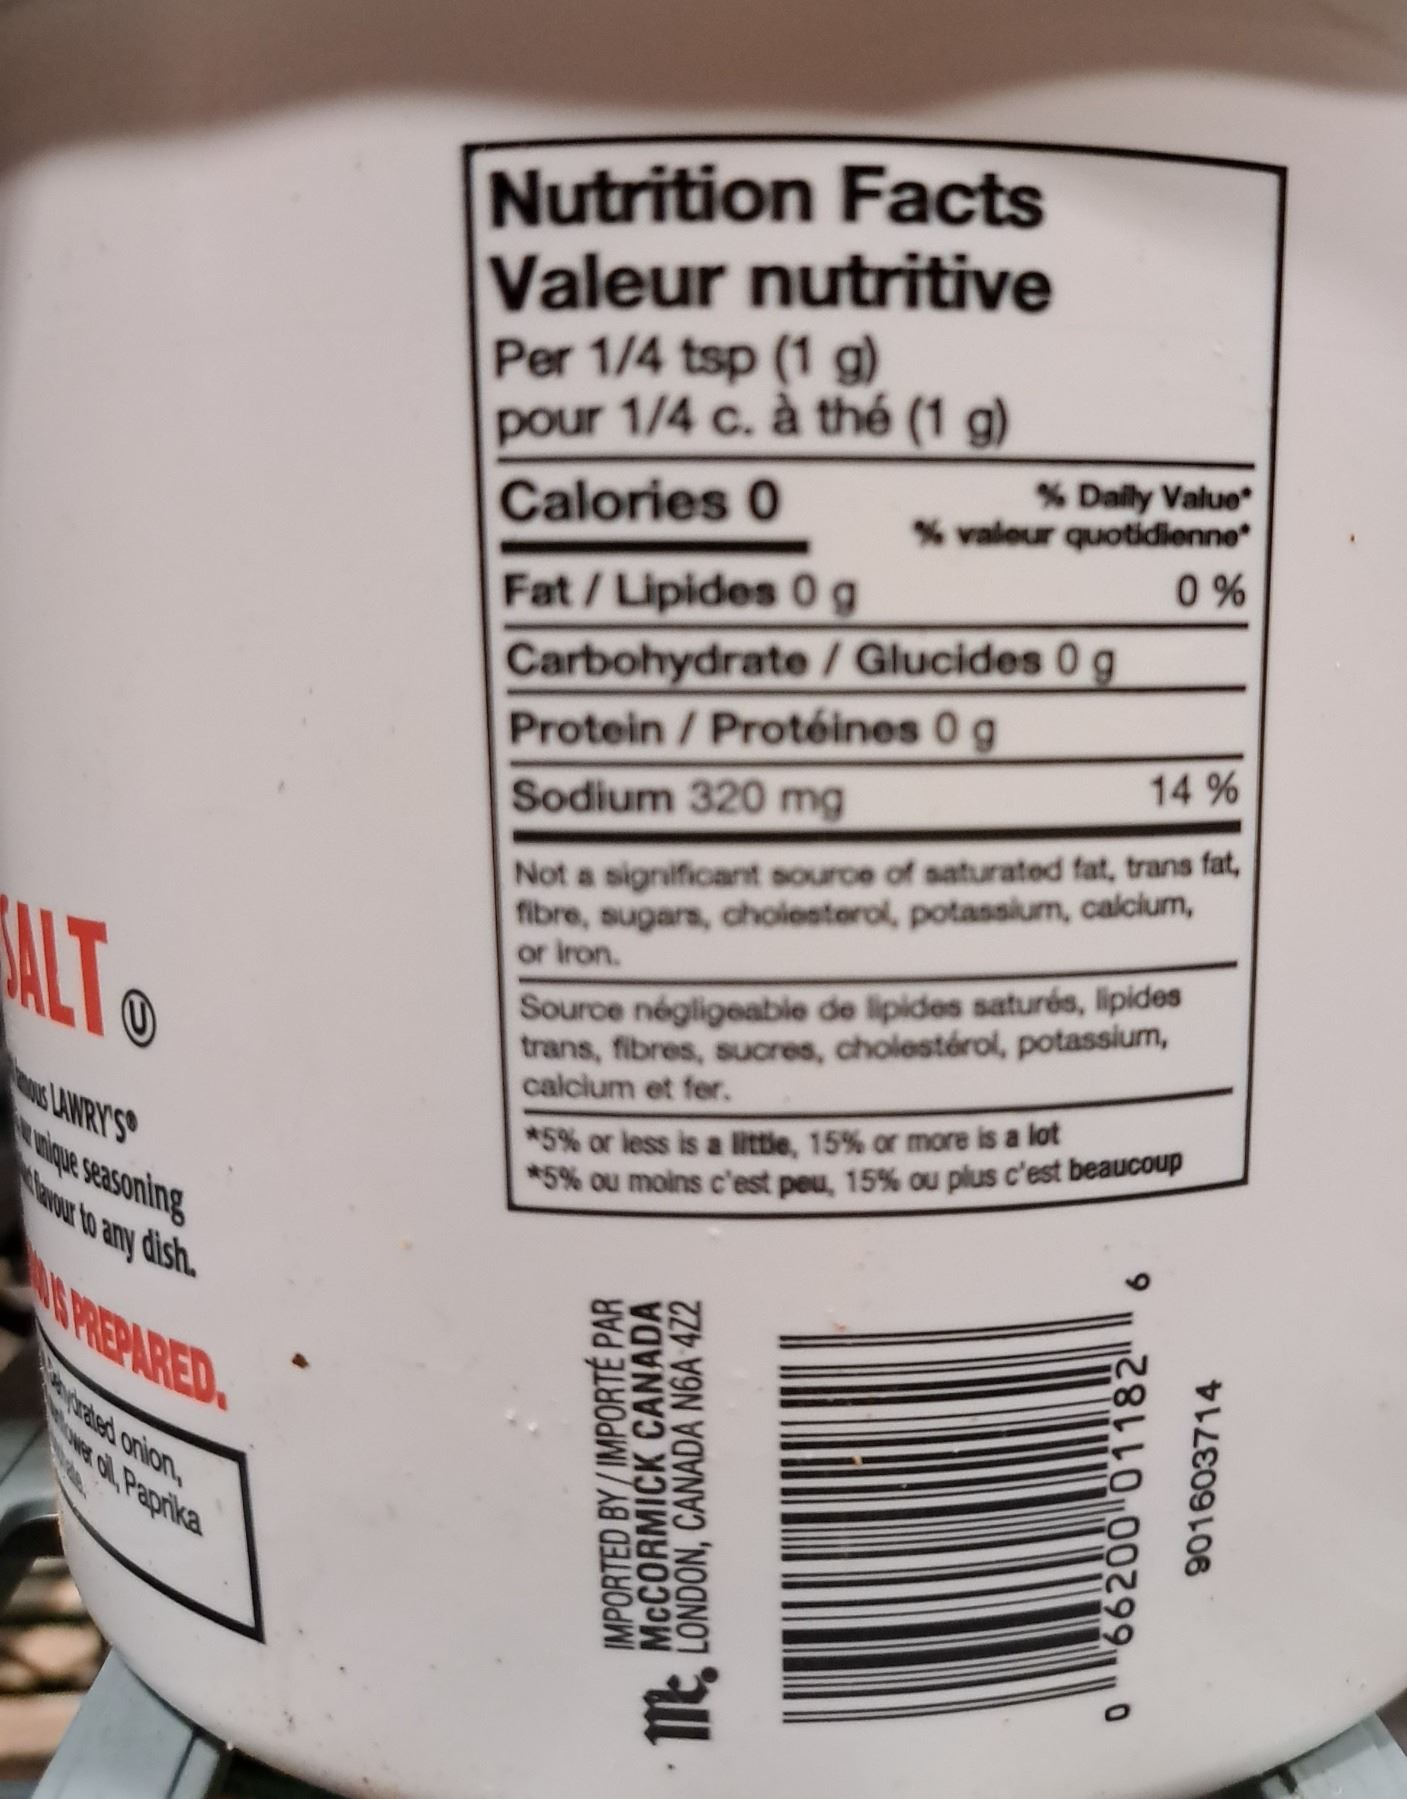 SALT
U
LAWRY'S®
unique seasoning
flavour to any dish.
IS PREPARED.
onion,
oil, Paprika
Nutrition Facts
Valeur nutritive
Per 1/4 tsp (1 g)
pour 1/4 c. à thé (1 g)
Calories 0
% Daily Value*
% valeur quotidienne*
Fat / Lipides 0 g 0 %
Carbohydrate / Glucides 0 g
Protein / Protéines 0 g
Sodium 320 mg 14 %
Not a significant source of saturated fat, trans fat,
fibre, sugars, cholesterol, potassium, calcium,
or iron.
Source négligeable de lipides saturés, lipides
trans, fibres, sucres, cholestérol, potassium,
calcium et fer.
*5% or less is a little, 15% or more is a lot
*5% ou moins c'est peu, 15% ou plus c'est beaucoup
IMPORTED BY / IMPORTÉ PAR
McCORMICK CANADA
LONDON, CANADA N6A 4Z2
Mc
0 66200 01182 6
901603714